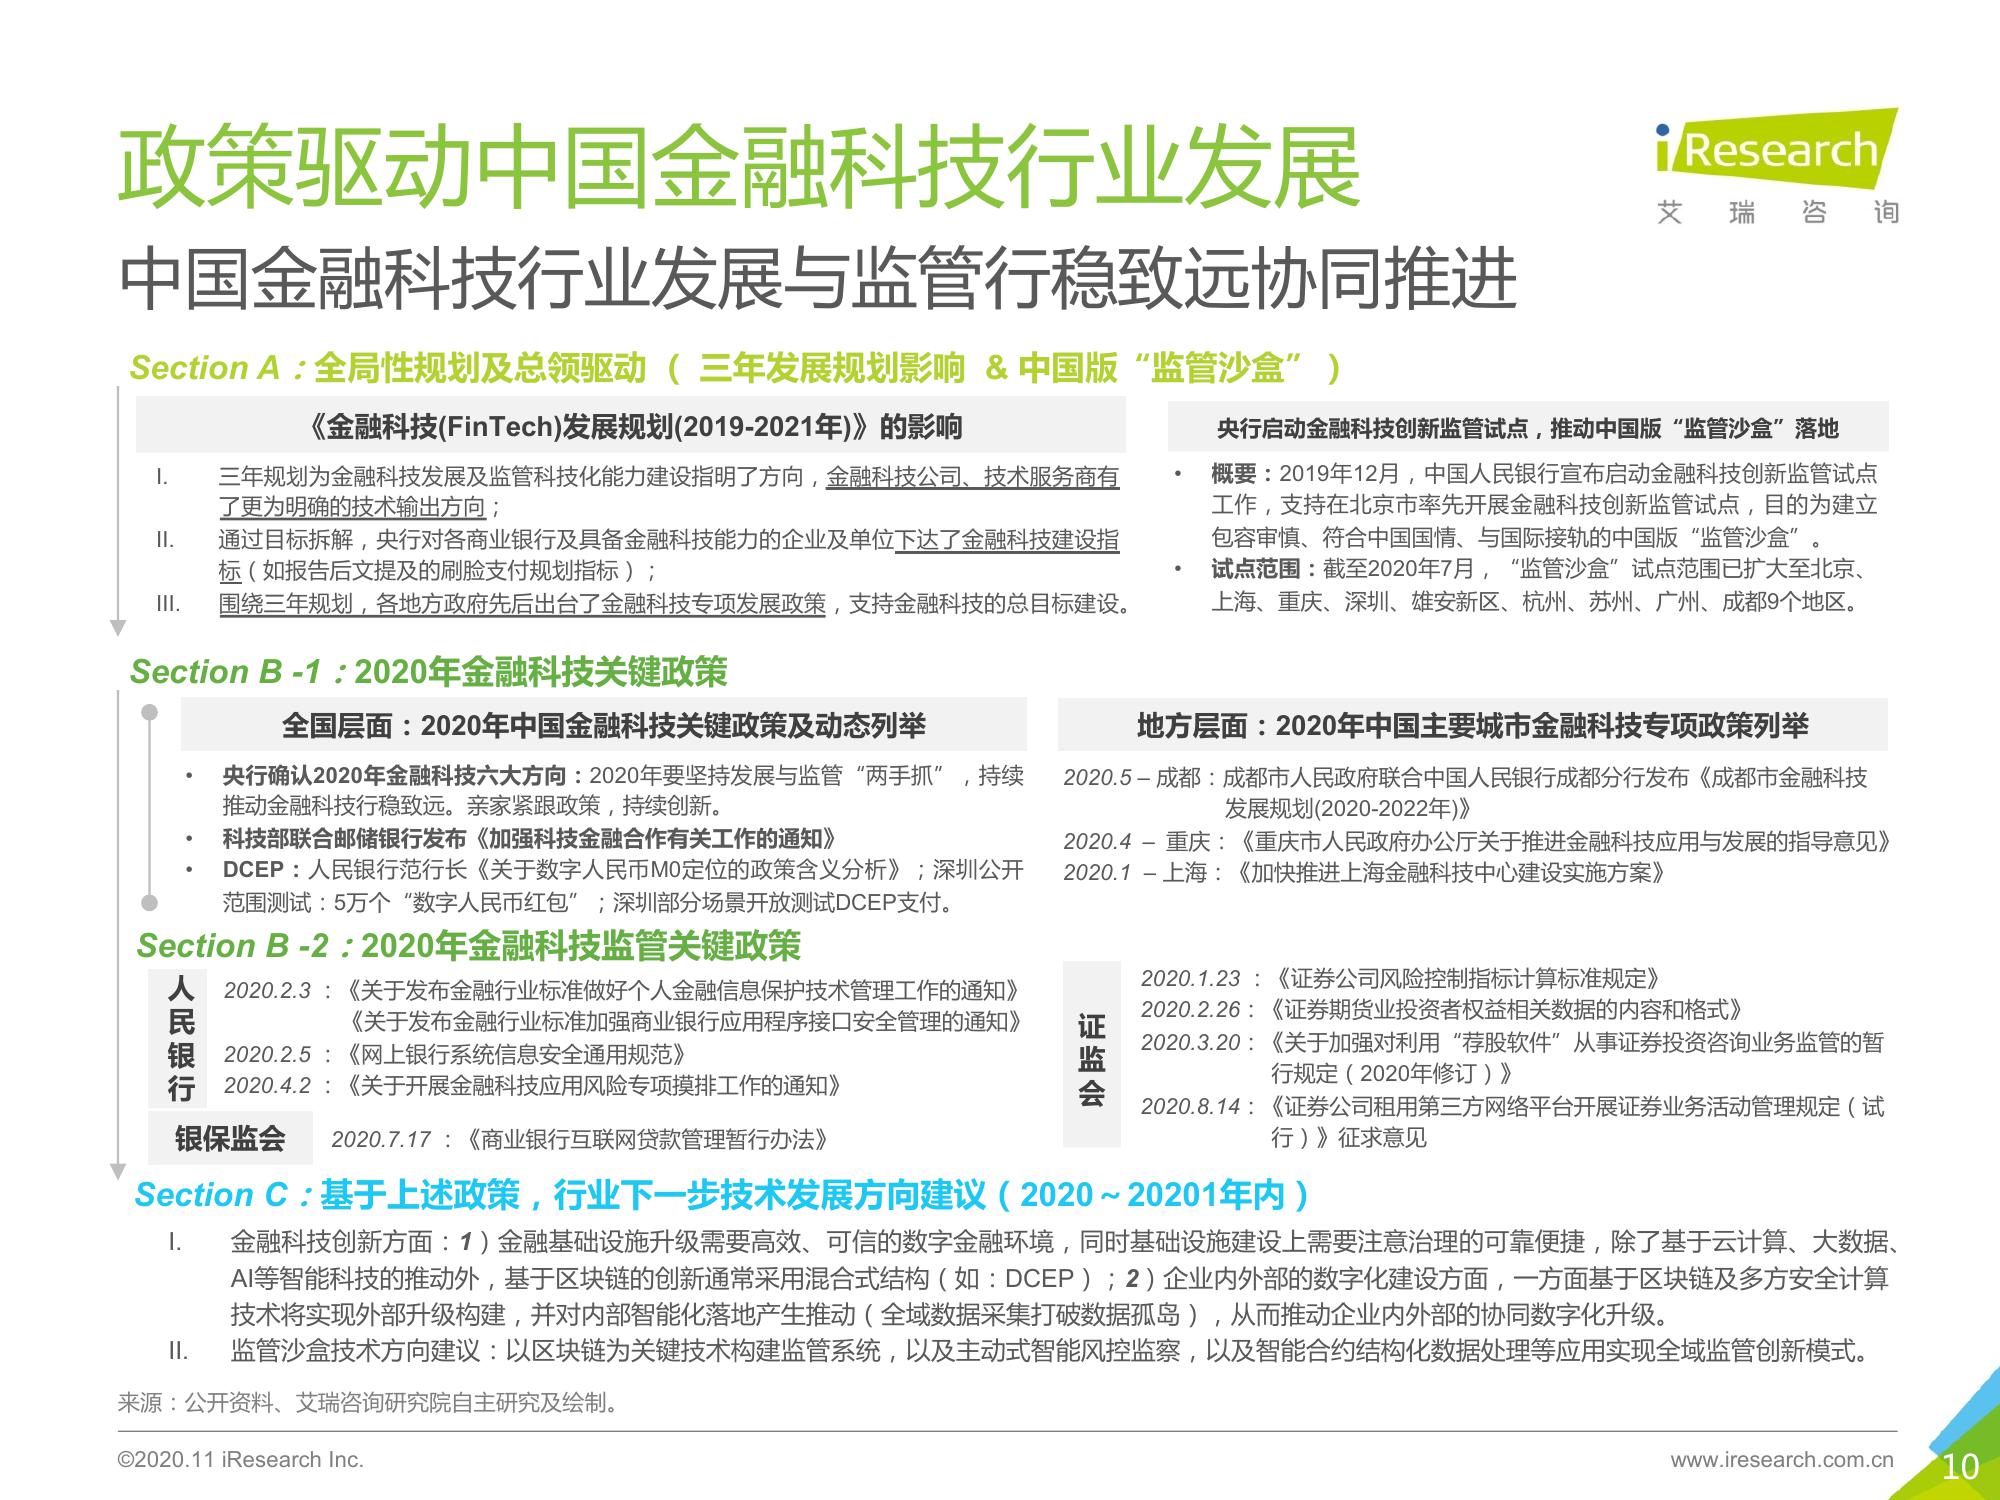 政策驱动中国金融科技行业发展
iResearch
艾瑞咨询
中国金融科技行业发展与监管行稳致远协同推进
Section A：全局性规划及总领驱动（ 三年发展规划影响 & 中国版“监管沙盒” ）
《金融科技(FinTech)发展规划(2019-2021年)》的影响
I. 三年规划为金融科技发展及监管科技化能力建设指明了方向，金融科技公司、技术服务商有
了更为明确的技术输出方向；
II. 通过目标拆解，央行对各商业银行及具备金融科技能力的企业及单位下达了金融科技建设指
标（如报告后文提及的刷脸支付规划指标）；
III. 围绕三年规划，各地方政府先后出台了金融科技专项发展政策，支持金融科技的总目标建设。
央行启动金融科技创新监管试点，推动中国版“监管沙盒”落地
• 概要：2019年12月，中国人民银行宣布启动金融科技创新监管试点
工作，支持在北京市率先开展金融科技创新监管试点，目的为建立
包容审慎、符合中国国情、与国际接轨的中国版“监管沙盒”。
• 试点范围：截至2020年7月，“监管沙盒”试点范围已扩大至北京、
上海、重庆、深圳、雄安新区、杭州、苏州、广州、成都9个地区。
Section B -1：2020年金融科技关键政策
全国层面：2020年中国金融科技关键政策及动态列举
• 央行确认2020年金融科技六大方向：2020年要坚持发展与监管“两手抓”，持续
推动金融科技行稳致远。亲家紧跟政策，持续创新。
• 科技部联合邮储银行发布《加强科技金融合作有关工作的通知》
• DCEP：人民银行范行长《关于数字人民币M0定位的政策含义分析》；深圳公开
范围测试：5万个“数字人民币红包”；深圳部分场景开放测试DCEP支付。
地方层面：2020年中国主要城市金融科技专项政策列举
2020.5 – 成都：成都市人民政府联合中国人民银行成都分行发布《成都市金融科技
发展规划(2020-2022年)》
2020.4 – 重庆：《重庆市人民政府办公厅关于推进金融科技应用与发展的指导意见》
2020.1 – 上海：《加快推进上海金融科技中心建设实施方案》
Section B -2：2020年金融科技监管关键政策
人民银行
2020.2.3 ：《关于发布金融行业标准做好个人金融信息保护技术管理工作的通知》
《关于发布金融行业标准加强商业银行应用程序接口安全管理的通知》
2020.2.5 ：《网上银行系统信息安全通用规范》
2020.4.2 ：《关于开展金融科技应用风险专项摸排工作的通知》
银保监会
2020.7.17 ：《商业银行互联网贷款管理暂行办法》
证监会
2020.1.23 ：《证券公司风险控制指标计算标准规定》
2020.2.26：《证券期货业投资者权益相关数据的内容和格式》
2020.3.20：《关于加强对利用“荐股软件”从事证券投资咨询业务监管的暂
行规定（2020年修订）》
2020.8.14：《证券公司租用第三方网络平台开展证券业务活动管理规定（试
行）》征求意见
Section C：基于上述政策，行业下一步技术发展方向建议（2020～20201年内）
I. 金融科技创新方面：1）金融基础设施升级需要高效、可信的数字金融环境，同时基础设施建设上需要注意治理的可靠便捷，除了基于云计算、大数据、
AI等智能科技的推动外，基于区块链的创新通常采用混合式结构（如：DCEP）；2）企业内外部的数字化建设方面，一方面基于区块链及多方安全计算
技术将实现外部升级构建，并对内部智能化落地产生推动（全域数据采集打破数据孤岛），从而推动企业内外部的协同数字化升级。
II. 监管沙盒技术方向建议：以区块链为关键技术构建监管系统，以及主动式智能风控监察，以及智能合约结构化数据处理等应用实现全域监管创新模式。
来源：公开资料、艾瑞咨询研究院自主研究及绘制。
©2020.11 iResearch Inc.
www.iresearch.com.cn
10